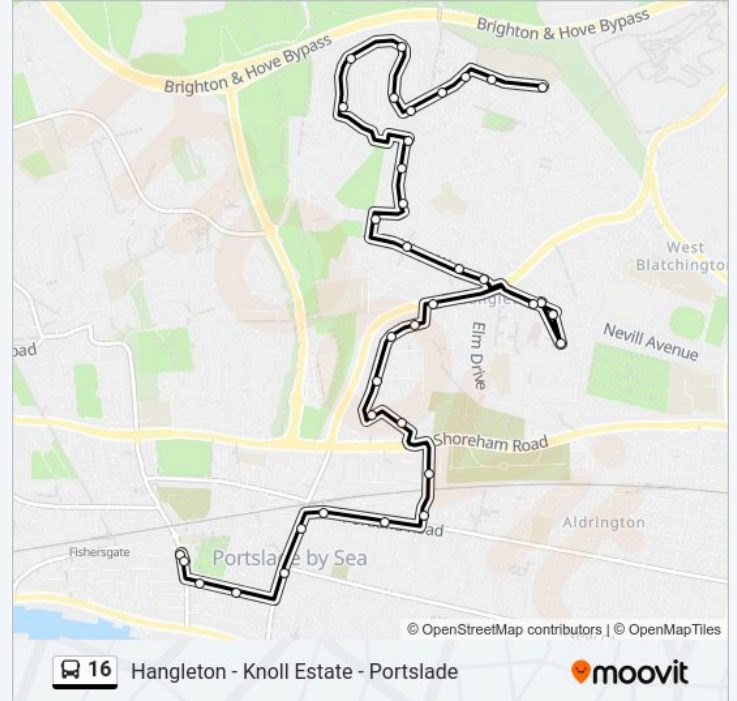 Brighton & Hove Bypass
Brighton & Hove Bypass
West
Blatchingto
Elm Drive
Nevill Avenue
oad
Shoreham Road
Aldrington
Fishersgate
Portslade by Sea
© OpenStreetMap contributors | © OpenMapTiles
16 Hangleton - Knoll Estate - Portslade
moovit